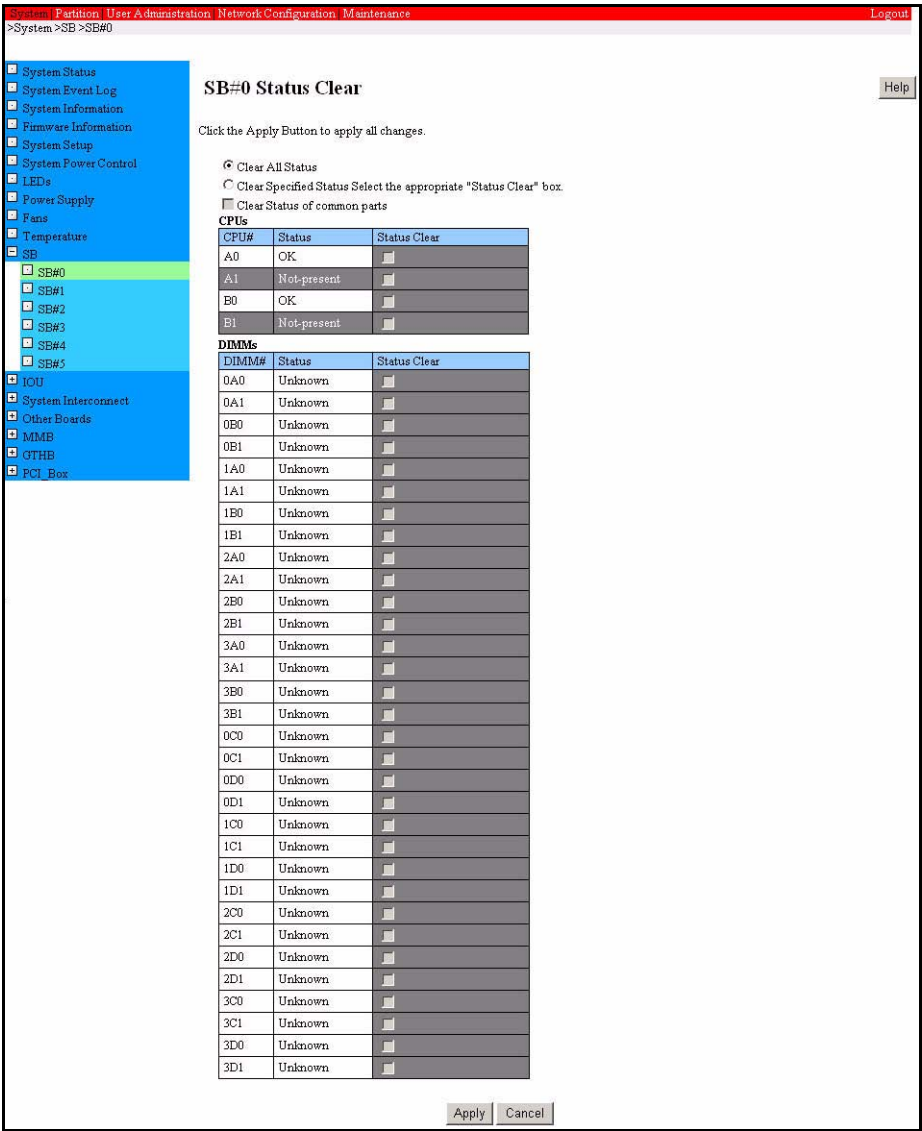 System Partition User Administration Network Configuration Maintenance Logout
>System >SB >SB#0
System Status
System Event Log
System Information
Firmware Information
System Setup
System Power Control
LEDs
Power Supply
Fans
Temperature
SB
SB#0
SB#1
SB#2
SB#3
SB#4
SB#5
IOU
System Interconnect
Other Boards
MMB
GTHB
PCI_Box
SB#0 Status Clear
Help
Click the Apply Button to apply all changes.
Clear All Status
Clear Specified Status Select the appropriate "Status Clear" box.
Clear Status of common parts
CPUs
CPU# Status Status Clear
A0 OK
A1 Not-present
B0 OK
B1 Not-present
DIMMs
DIMM# Status Status Clear
0A0 Unknown
0A1 Unknown
0B0 Unknown
0B1 Unknown
1A0 Unknown
1A1 Unknown
1B0 Unknown
1B1 Unknown
2A0 Unknown
2A1 Unknown
2B0 Unknown
2B1 Unknown
3A0 Unknown
3A1 Unknown
3B0 Unknown
3B1 Unknown
0C0 Unknown
0C1 Unknown
0D0 Unknown
0D1 Unknown
1C0 Unknown
1C1 Unknown
1D0 Unknown
1D1 Unknown
2C0 Unknown
2C1 Unknown
2D0 Unknown
2D1 Unknown
3C0 Unknown
3C1 Unknown
3D0 Unknown
3D1 Unknown
Apply Cancel